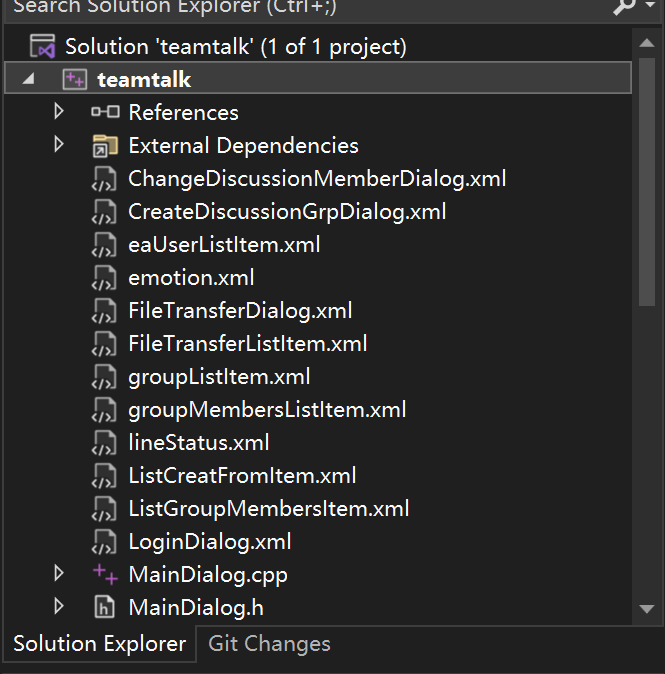 Search Solution Explorer (Ctrl+;)
Solution 'teamtalk' (1 of 1 project)
teamtalk
References
External Dependencies
ChangeDiscussionMemberDialog.xml
CreateDiscussionGrpDialog.xml
eaUserListItem.xml
emotion.xml
FileTransferDialog.xml
FileTransferListItem.xml
groupListItem.xml
groupMembersListItem.xml
lineStatus.xml
ListCreatFromItem.xml
ListGroupMembersItem.xml
LoginDialog.xml
MainDialog.cpp
MainDialog.h
Solution Explorer Git Changes